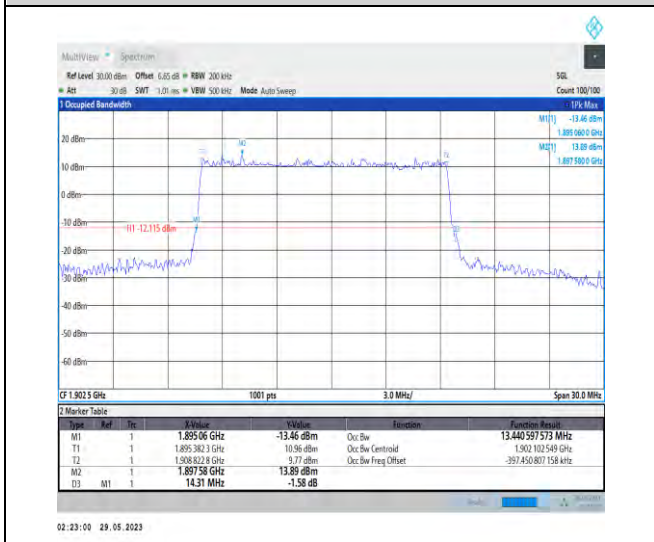 MultiView Spectrum
Ref Level 30.00 dBm Offset 6.65 dB RBW 200 kHz SGL
Att 30 dB SWT 1.01 ms VBW 500 kHz Mode Auto Sweep Count 100/100
1 Occupied Bandwidth 1Pk Max
M1[1] -13.46 dBm
1.895 060 0 GHz
20 dBm M2[1] 13.89 dBm
1.897 580 0 GHz
M2
T1 T2
10 dBm
0 dBm
-10 dBm M1
H1 -12.115 dBm
-20 dBm
-30 dBm
-40 dBm
-50 dBm
-60 dBm
CF 1.902 5 GHz 1001 pts 3.0 MHz/ Span 30.0 MHz
2 Marker Table
Type Ref Trc X-Value Y-Value Function Function Result
M1 1 1.895 06 GHz -13.46 dBm Occ Bw 13.440 597 573 MHz
T1 1 1.895 382 3 GHz 10.96 dBm Occ Bw Centroid 1.902 102 549 GHz
T2 1 1.908 822 8 GHz 9.77 dBm Occ Bw Freq Offset -397.450 807 158 kHz
M2 1 1.897 58 GHz 13.89 dBm
D3 M1 1 14.31 MHz -1.58 dB
02:23:00 29.05.2023